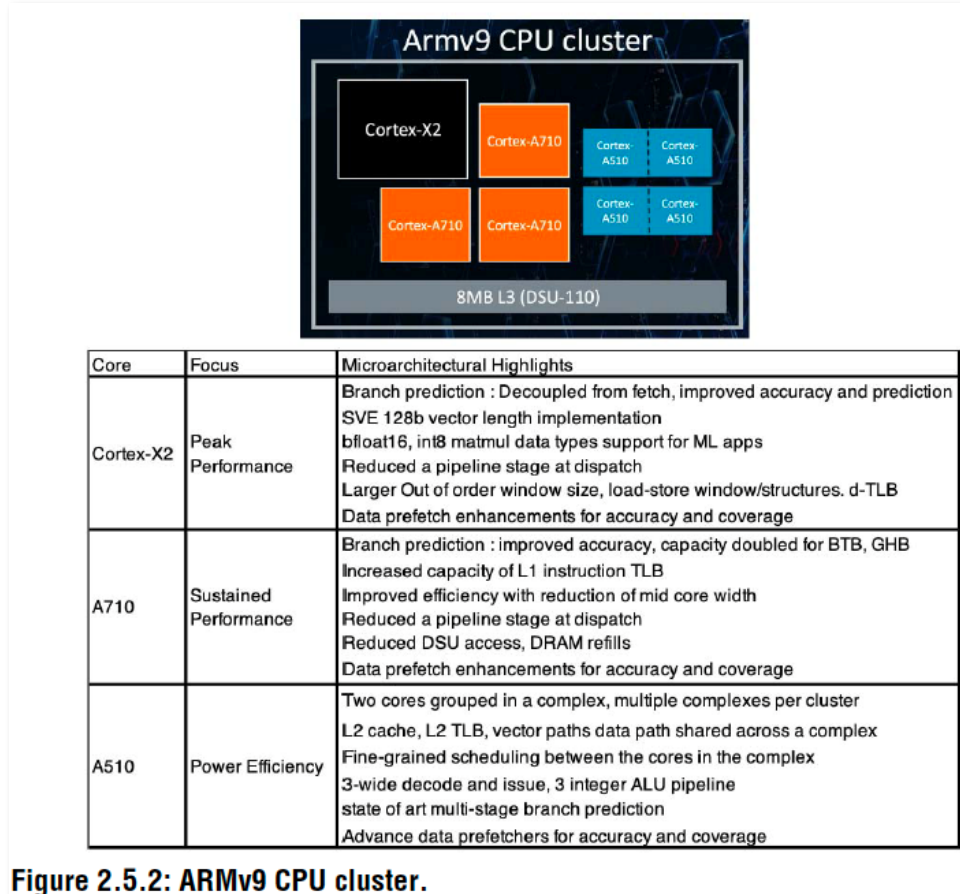 Armv9 CPU cluster
Cortex-X2
Cortex-A710
Cortex-
A510
Cortex-
A510
Cortex-A710
Cortex-A710
Cortex-
A510
Cortex-
A510
8MB L3 (DSU-110)
Core Focus Microarchitectural Highlights
Cortex-X2
Peak
Performance
Branch prediction : Decoupled from fetch, improved accuracy and prediction
SVE 128b vector length implementation
bfloat16, int8 matmul data types support for ML apps
Reduced a pipeline stage at dispatch
Larger Out of order window size, load-store window/structures. d-TLB
Data prefetch enhancements for accuracy and coverage
A710
Sustained
Performance
Branch prediction : improved accuracy, capacity doubled for BTB, GHB
Increased capacity of L1 instruction TLB
Improved efficiency with reduction of mid core width
Reduced a pipeline stage at dispatch
Reduced DSU access, DRAM refills
Data prefetch enhancements for accuracy and coverage
A510
Power Efficiency
Two cores grouped in a complex, multiple complexes per cluster
L2 cache, L2 TLB, vector paths data path shared across a complex
Fine-grained scheduling between the cores in the complex
3-wide decode and issue, 3 integer ALU pipeline
state of art multi-stage branch prediction
Advance data prefetchers for accuracy and coverage
Figure 2.5.2: ARMv9 CPU cluster.